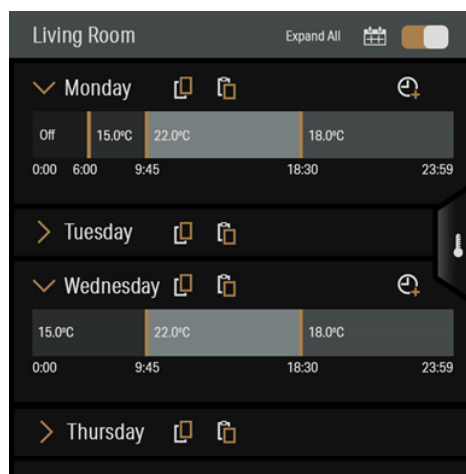 Living Room Expand All
Monday
Off 15.0ºC 22.0ºC 18.0ºC
0:00 6:00 9:45 18:30 23:59
Tuesday
Wednesday
15.0ºC 22.0ºC 18.0ºC
0:00 9:45 18:30 23:59
Thursday